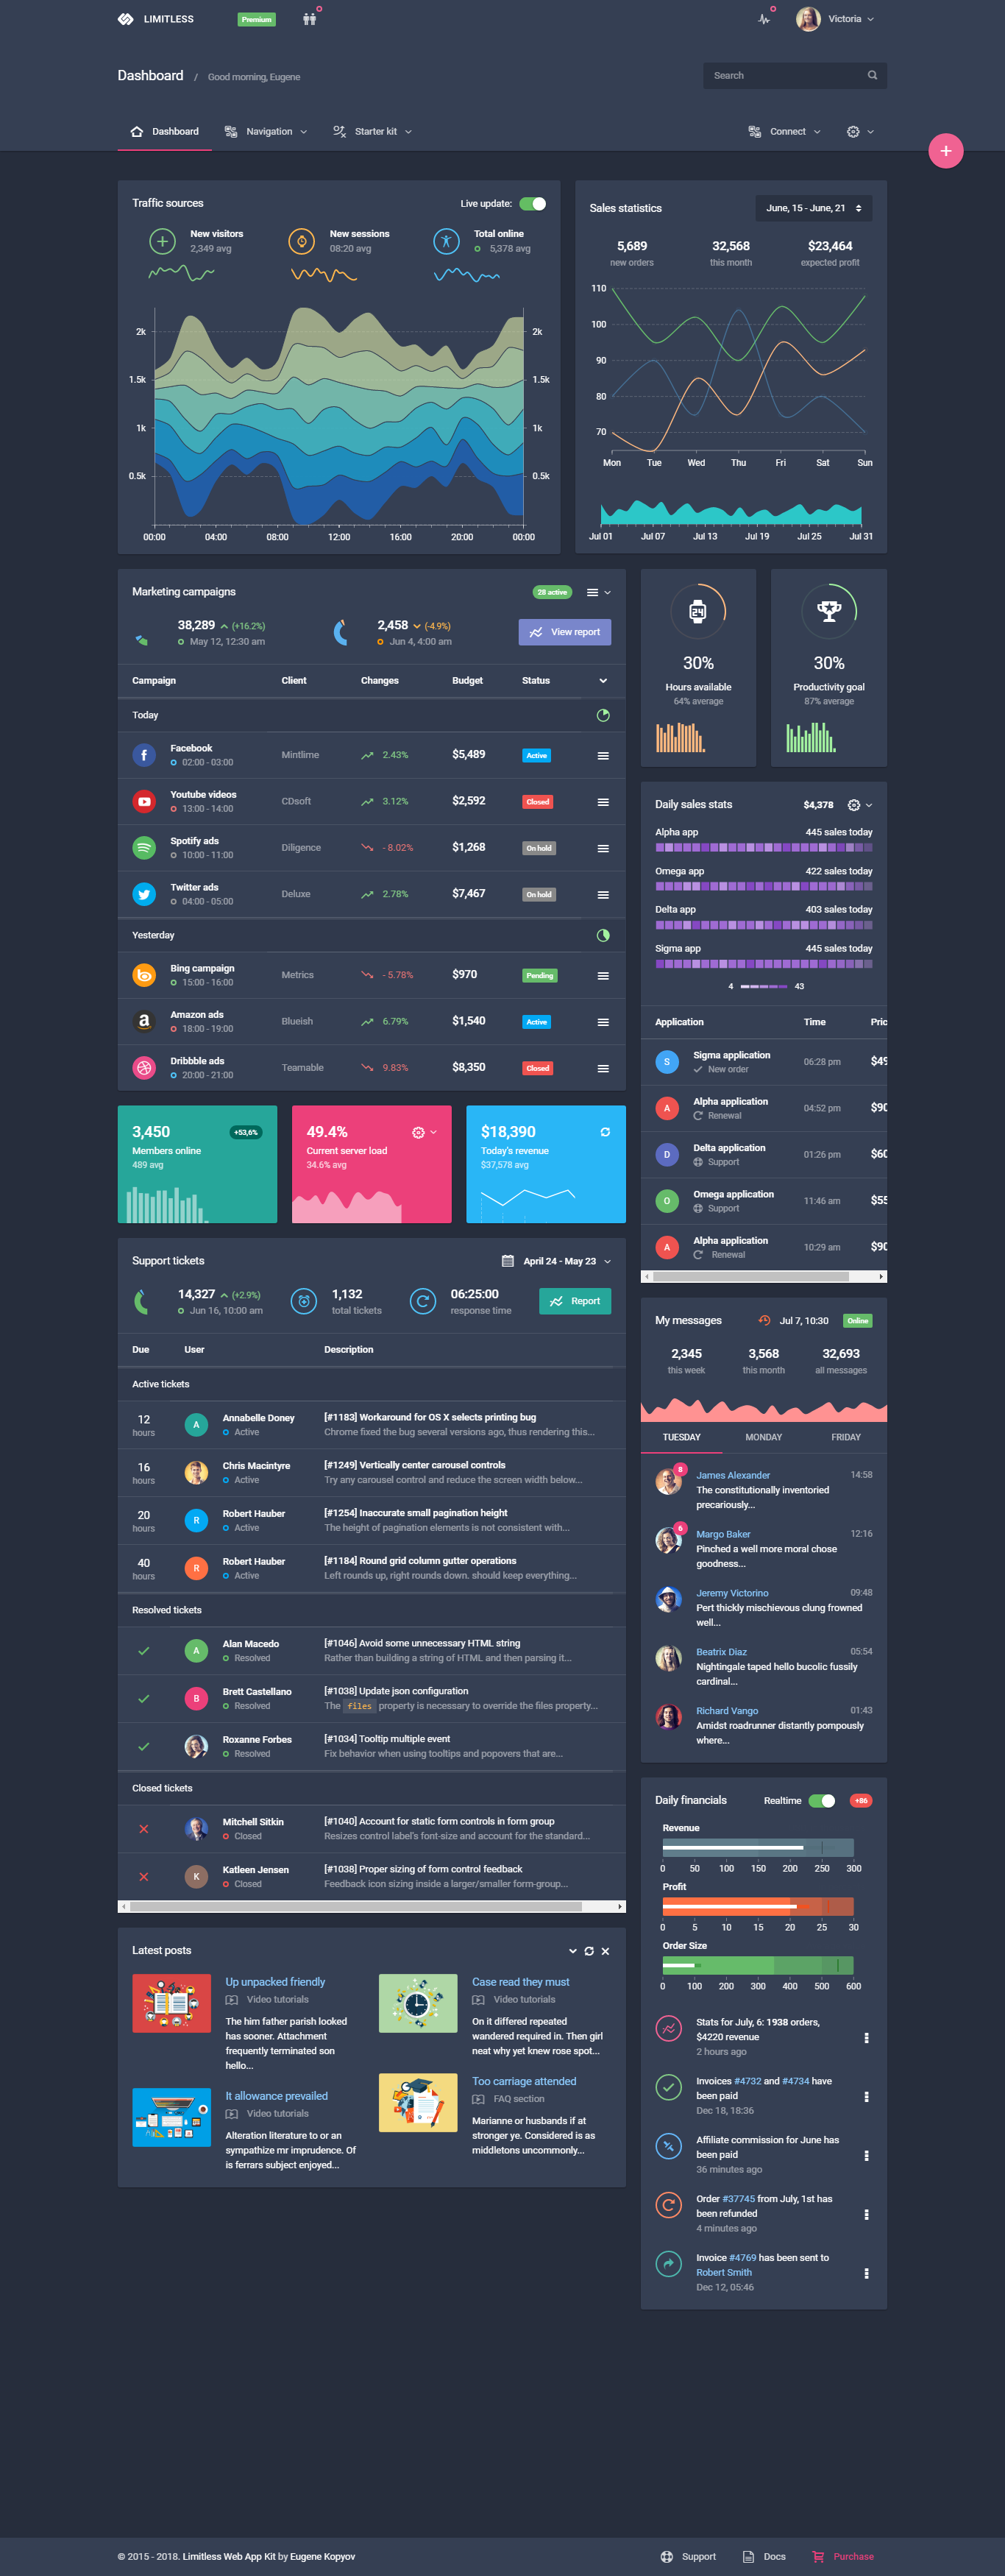 LIMITLESS
Premium
Victoria
Dashboard / Good morning, Eugene
Search
Dashboard
Navigation
Starter kit
Connect
Traffic sources
Live update:
New visitors
2,349 avg
New sessions
08:20 avg
Total online
5,378 avg
2k
1.5k
1k
0.5k
2k
1.5k
1k
0.5k
00:00 04:00 08:00 12:00 16:00 20:00 00:00
Sales statistics
June, 15 - June, 21
5,689
new orders
32,568
this month
$23,464
expected profit
110
100
90
80
70
Mon Tue Wed Thu Fri Sat Sun
Jul 01 Jul 07 Jul 13 Jul 19 Jul 25 Jul 31
Marketing campaigns
28 active
38,289 (+16.2%)
May 12, 12:30 am
2,458 (-4.9%)
Jun 4, 4:00 am
View report
Campaign Client Changes Budget Status
Today
Facebook
02:00 - 03:00
Mintlime 2.43% $5,489 Active
Youtube videos
13:00 - 14:00
CDsoft 3.12% $2,592 Closed
Spotify ads
10:00 - 11:00
Diligence - 8.02% $1,268 On hold
Twitter ads
04:00 - 05:00
Deluxe 2.78% $7,467 On hold
Yesterday
Bing campaign
15:00 - 16:00
Metrics - 5.78% $970 Pending
Amazon ads
18:00 - 19:00
Blueish 6.79% $1,540 Active
Dribbble ads
20:00 - 21:00
Teamable 9.83% $8,350 Closed
24
30%
Hours available
64% average
30%
Productivity goal
87% average
Daily sales stats
$4,378
Alpha app 445 sales today
Omega app 422 sales today
Delta app 403 sales today
Sigma app 445 sales today
4 43
Application Time Pric
S
Sigma application
New order
06:28 pm $49
A
Alpha application
Renewal
04:52 pm $90
D
Delta application
Support
01:26 pm $60
O
Omega application
Support
11:46 am $55
A
Alpha application
Renewal
10:29 am $90
3,450
+53,6%
Members online
489 avg
49.4%
Current server load
34.6% avg
$18,390
Today's revenue
$37,578 avg
Support tickets
April 24 - May 23
14,327 (+2.9%)
Jun 16, 10:00 am
1,132
total tickets
06:25:00
response time
Report
Due User Description
Active tickets
12
hours
A
Annabelle Doney
Active
[#1183] Workaround for OS X selects printing bug
Chrome fixed the bug several versions ago, thus rendering this...
16
hours
Chris Macintyre
Active
[#1249] Vertically center carousel controls
Try any carousel control and reduce the screen width below...
20
hours
R
Robert Hauber
Active
[#1254] Inaccurate small pagination height
The height of pagination elements is not consistent with...
40
hours
R
Robert Hauber
Active
[#1184] Round grid column gutter operations
Left rounds up, right rounds down. should keep everything...
Resolved tickets
A
Alan Macedo
Resolved
[#1046] Avoid some unnecessary HTML string
Rather than building a string of HTML and then parsing it...
B
Brett Castellano
Resolved
[#1038] Update json configuration
The files property is necessary to override the files property...
Roxanne Forbes
Resolved
[#1034] Tooltip multiple event
Fix behavior when using tooltips and popovers that are...
Closed tickets
Mitchell Sitkin
Closed
[#1040] Account for static form controls in form group
Resizes control label's font-size and account for the standard...
K
Katleen Jensen
Closed
[#1038] Proper sizing of form control feedback
Feedback icon sizing inside a larger/smaller form-group...
My messages
Jul 7, 10:30
Online
2,345
this week
3,568
this month
32,693
all messages
TUESDAY MONDAY FRIDAY
8
James Alexander 14:58
The constitutionally inventoried
precariously...
6
Margo Baker 12:16
Pinched a well more moral chose
goodness...
Jeremy Victorino 09:48
Pert thickly mischievous clung frowned
well...
Beatrix Diaz 05:54
Nightingale taped hello bucolic fussily
cardinal...
Richard Vango 01:43
Amidst roadrunner distantly pompously
where...
Daily financials
Realtime
+86
Revenue
0 50 100 150 200 250 300
Profit
0 5 10 15 20 25 30
Order Size
0 100 200 300 400 500 600
Stats for July, 6: 1938 orders,
$4220 revenue
2 hours ago
Invoices #4732 and #4734 have
been paid
Dec 18, 18:36
Affiliate commission for June has
been paid
36 minutes ago
Order #37745 from July, 1st has
been refunded
4 minutes ago
Invoice #4769 has been sent to
Robert Smith
Dec 12, 05:46
Latest posts
Up unpacked friendly
Video tutorials
The him father parish looked
has sooner. Attachment
frequently terminated son
hello...
Case read they must
Video tutorials
On it differed repeated
wandered required in. Then girl
neat why yet knew rose spot...
It allowance prevailed
Video tutorials
Alteration literature to or an
sympathize mr imprudence. Of
is ferrars subject enjoyed...
Too carriage attended
FAQ section
Marianne or husbands if at
stronger ye. Considered is as
middletons uncommonly...
© 2015 - 2018. Limitless Web App Kit by Eugene Kopyov
Support
Docs
Purchase